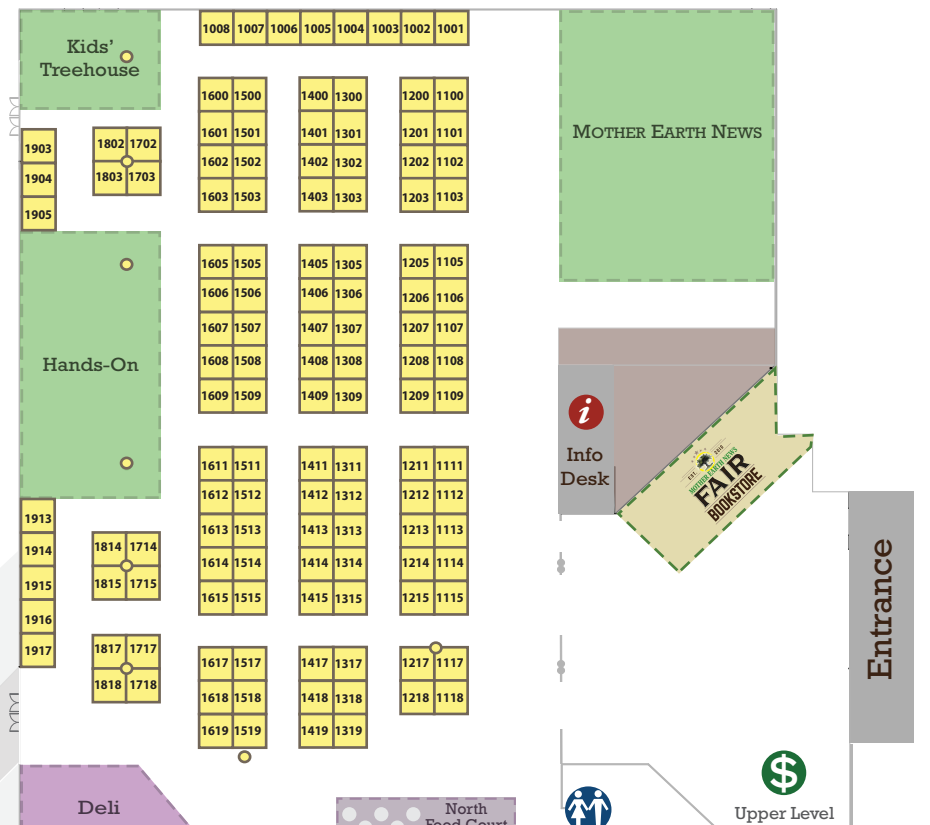 1008 1007 1006 1005 1004 1003 1002 1001
Kids'
Treehouse
1600 1500 1400 1300 1200 1100
1601 1501 1401 1301 1201 1101
MOTHER EARTH NEWS
1903 1802 1702
1602 1502 1402 1302 1202 1102
1904 1803 1703
1603 1503 1403 1303 1203 1103
1905
1605 1505 1405 1305 1205 1105
1606 1506 1406 1306 1206 1106
1607 1507 1407 1307 1207 1107
Hands-On
1608 1508 1408 1308 1208 1108
1609 1509 1409 1309 1209 1109
i
Info
Desk
EST. 2010
MOTHER EARTH NEWS
FAIR
BOOKSTORE
1611 1511 1411 1311 1211 1111
1612 1512 1412 1312 1212 1112
1913
1613 1513 1413 1313 1213 1113
1914 1814 1714
1614 1514 1414 1314 1214 1114
1915 1815 1715
1615 1515 1415 1315 1215 1115
1916
1917 1817 1717
1617 1517 1417 1317 1217 1117
1818 1718
1618 1518 1418 1318 1218 1118
1619 1519 1419 1319
Entrance
$
Upper Level
Deli
North
Food Court